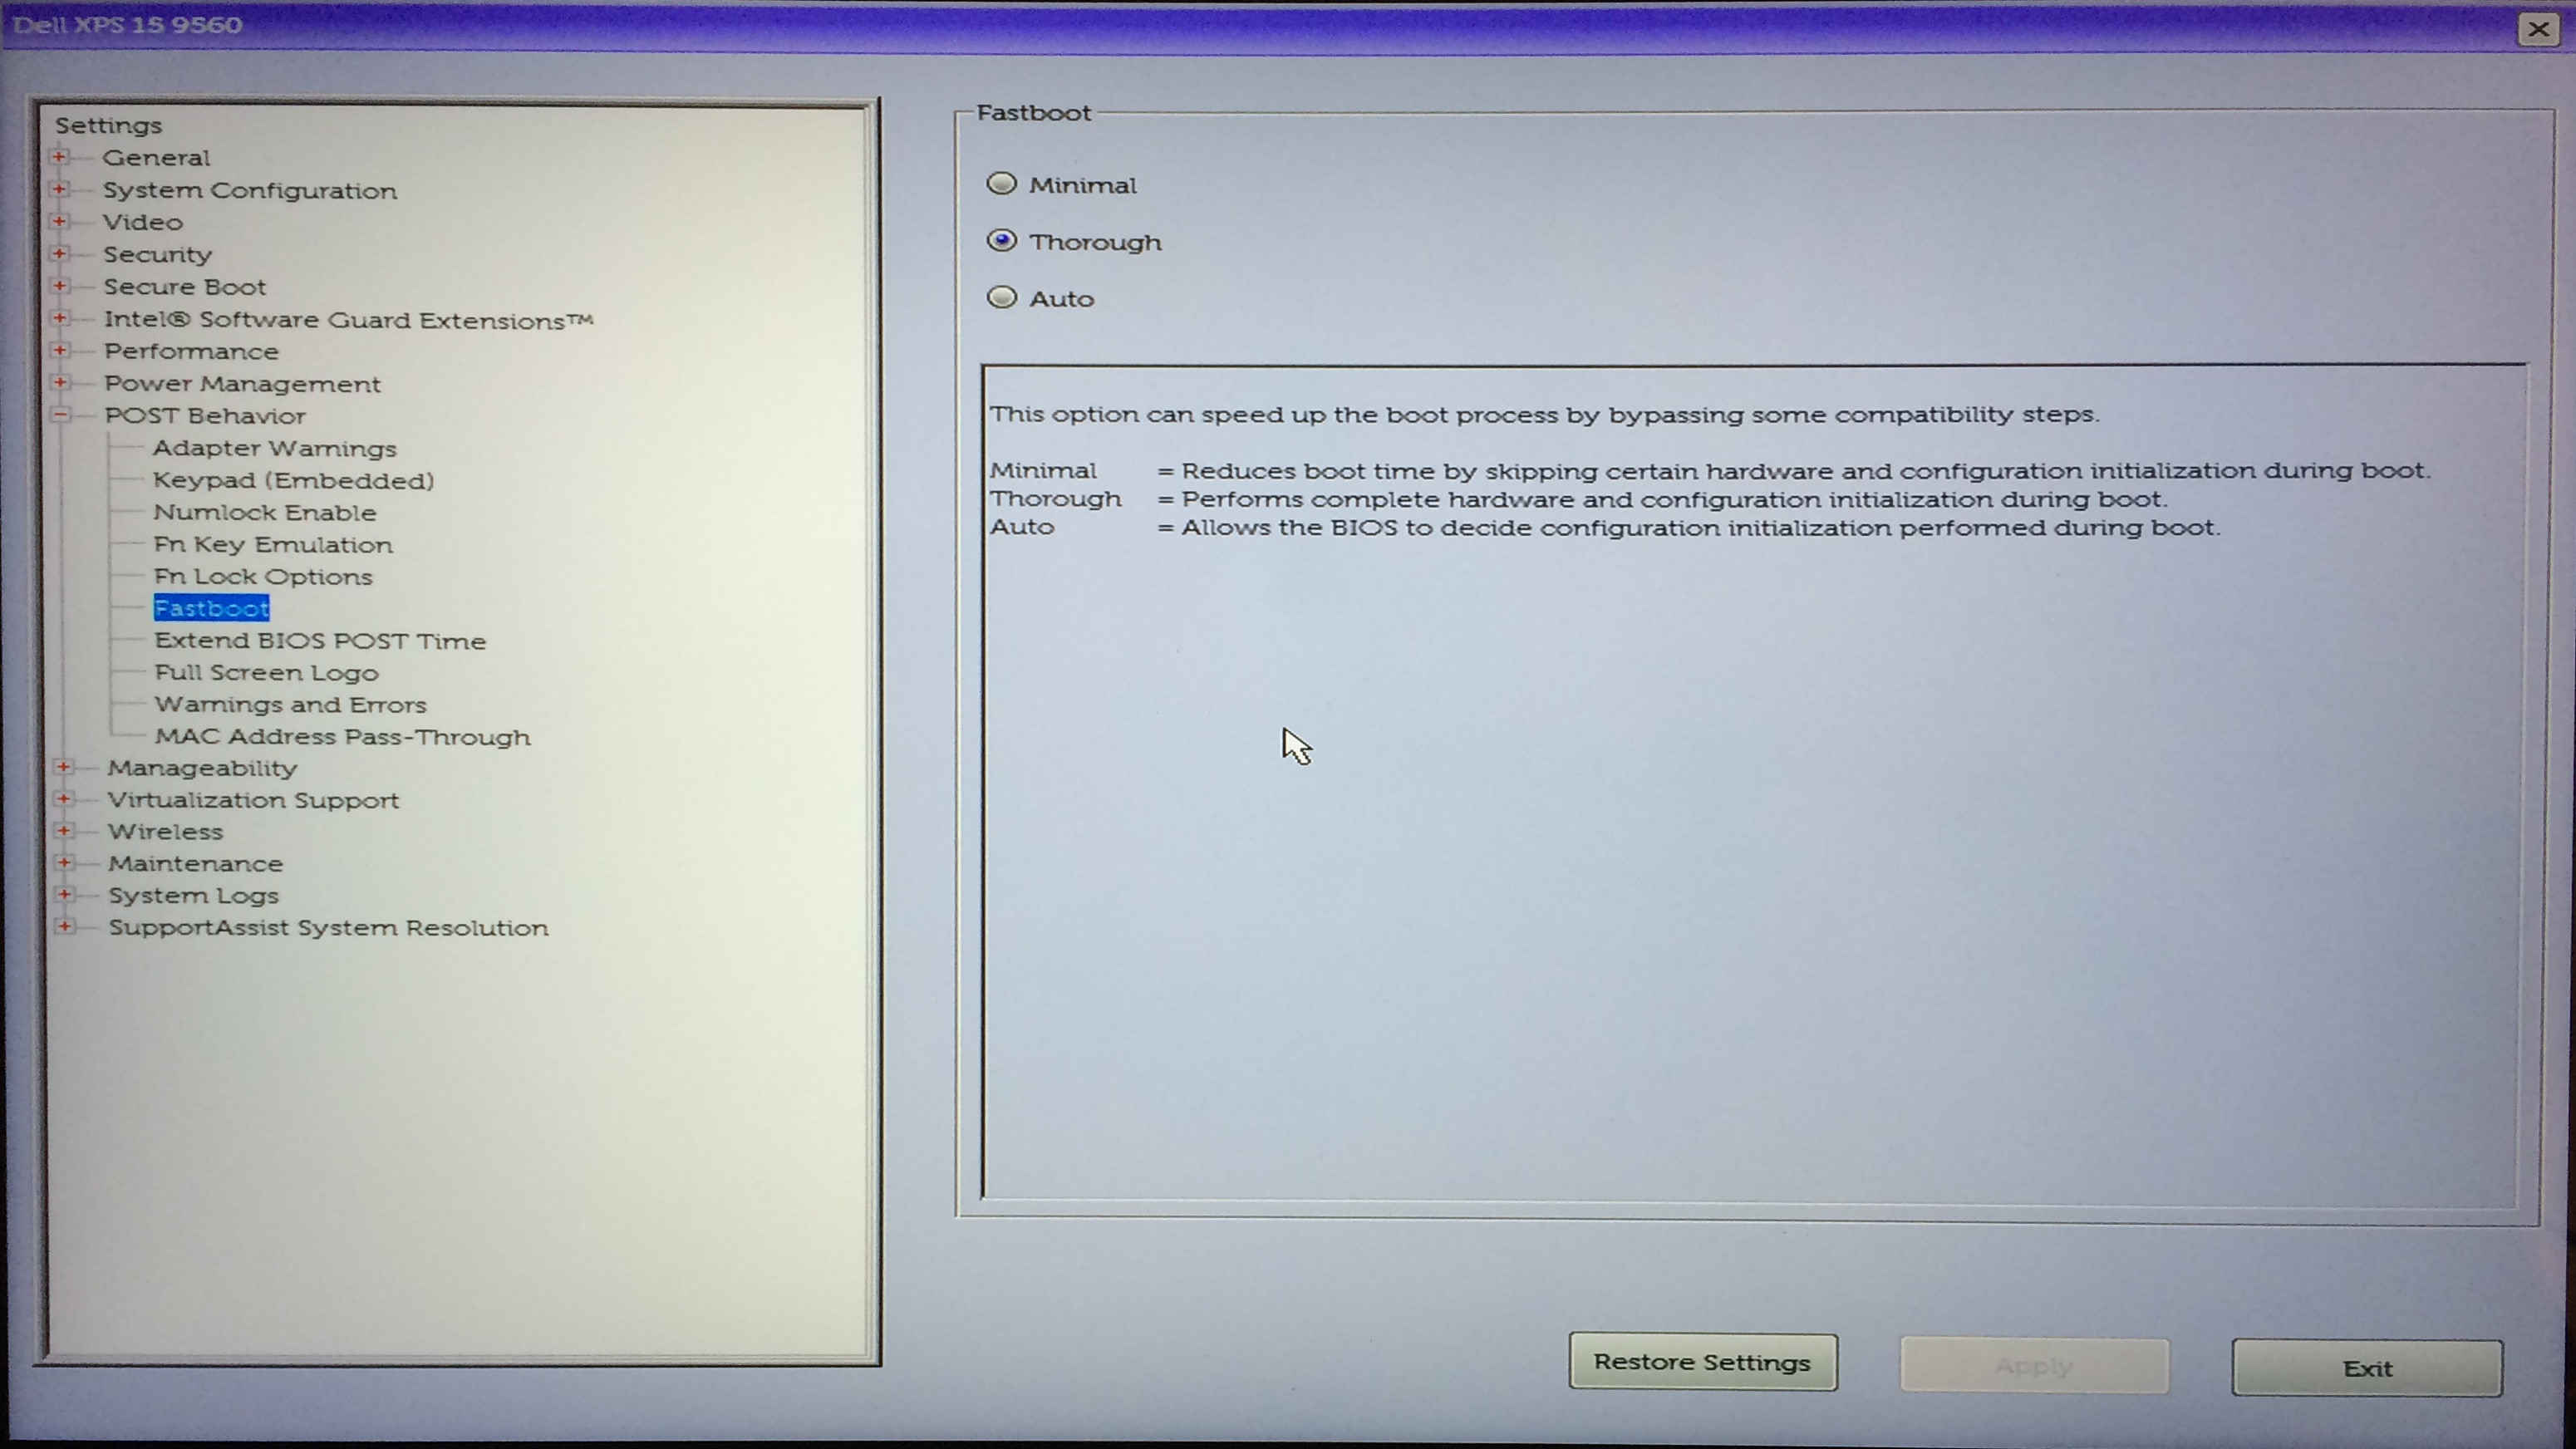 Dell XPS 15 9560
Settings
General
System Configuration
Video
Security
Secure Boot
Intel® Software Guard Extensions™
Performance
Power Management
POST Behavior
Adapter Warnings
Keypad (Embedded)
Numlock Enable
Fn Key Emulation
Fn Lock Options
Fastboot
Extend BIOS POST Time
Full Screen Logo
Warnings and Errors
MAC Address Pass-Through
Manageability
Virtualization Support
Wireless
Maintenance
System Logs
SupportAssist System Resolution
Fastboot
Minimal
Thorough
Auto
This option can speed up the boot process by bypassing some compatibility steps.
Minimal = Reduces boot time by skipping certain hardware and configuration initialization during boot.
Thorough = Performs complete hardware and configuration initialization during boot.
Auto = Allows the BIOS to decide configuration initialization performed during boot.
Restore Settings
Apply
Exit